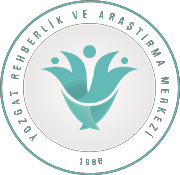 YOZGAT REHBERLİK VE ARAŞTIRMA MERKEZİ
1986